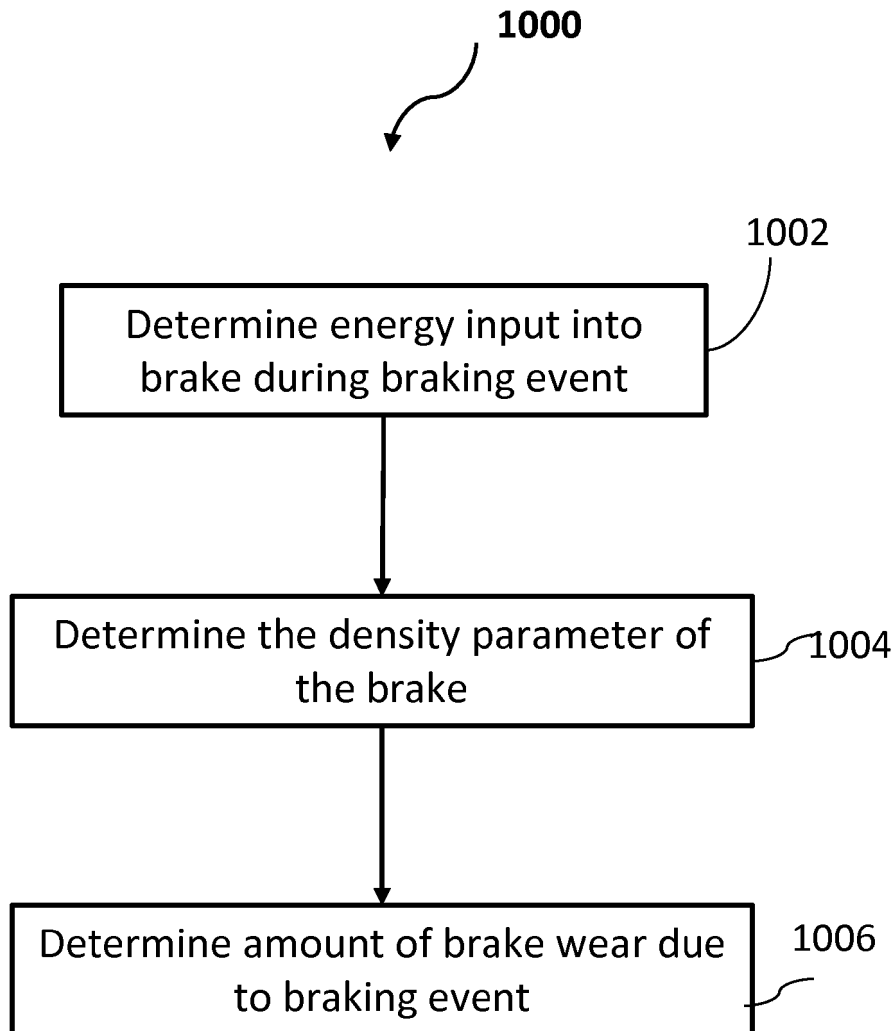 1000
1002
Determine energy input into
brake during braking event
Determine the density parameter of
the brake
1004
Determine amount of brake wear due
to braking event
1006